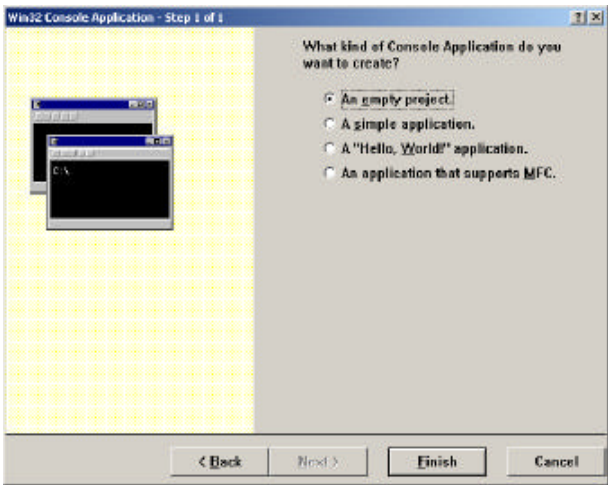 Win32 Console Application - Step 1 of 1
What kind of Console Application do you
want to create?
An empty project.
A simple application.
A "Hello, World!" application.
An application that supports MFC.
C:\
< Back
Next >
Finish
Cancel